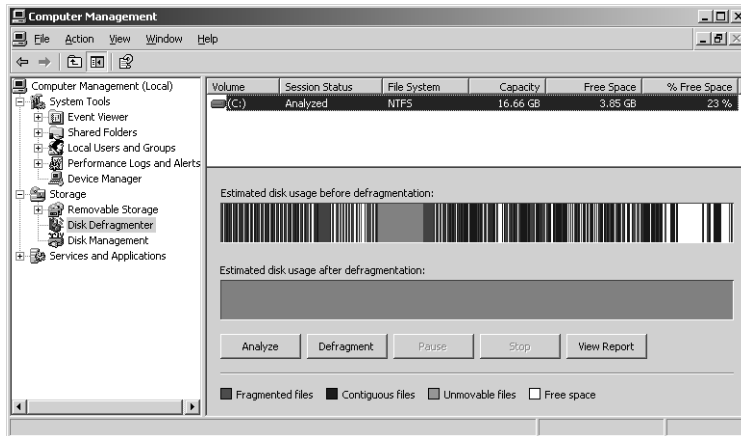 Computer Management
File Action View Window Help
Computer Management (Local)
System Tools
Event Viewer
Shared Folders
Local Users and Groups
Performance Logs and Alerts
Device Manager
Storage
Removable Storage
Disk Defragmenter
Disk Management
Services and Applications
Volume Session Status File System Capacity Free Space % Free Space
(C:) Analyzed NTFS 16.66 GB 3.85 GB 23 %
Estimated disk usage before defragmentation:
Estimated disk usage after defragmentation:
Analyze Defragment Pause Stop View Report
Fragmented files Contiguous files Unmovable files Free space